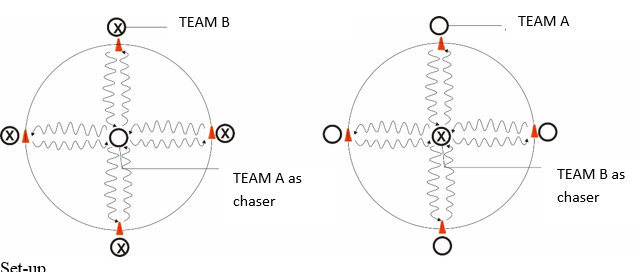 TEAM B
TEAM A
X
X
X
X
X
TEAM A as
chaser
TEAM B as
chaser
Set-up